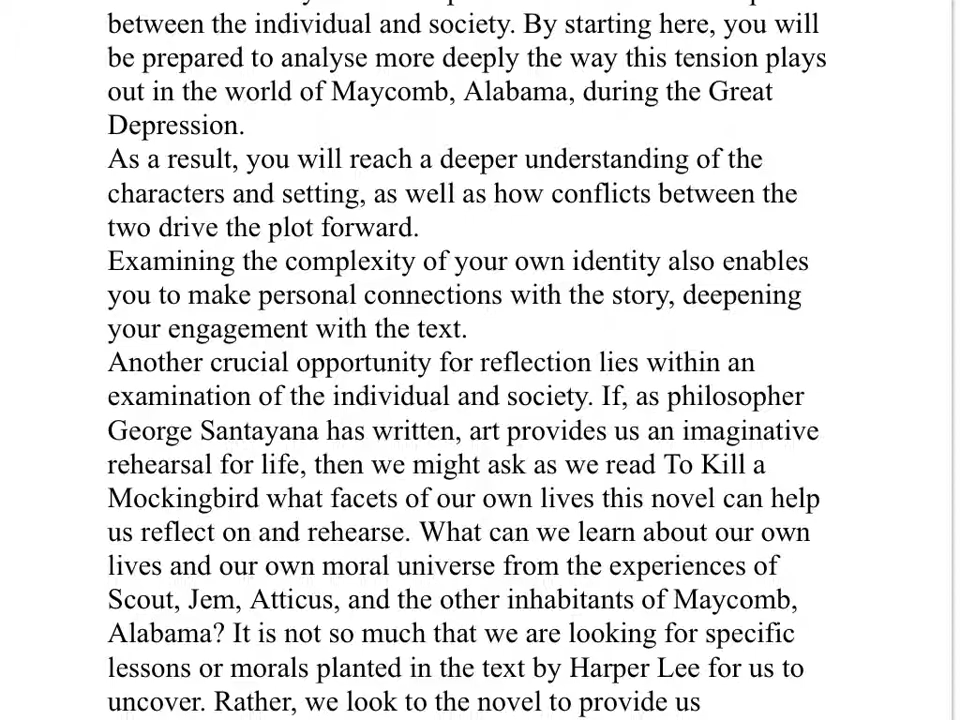 between the individual and society. By starting here, you will
be prepared to analyse more deeply the way this tension plays
out in the world of Maycomb, Alabama, during the Great
Depression.
As a result, you will reach a deeper understanding of the
characters and setting, as well as how conflicts between the
two drive the plot forward.
Examining the complexity of your own identity also enables
you to make personal connections with the story, deepening
your engagement with the text.
Another crucial opportunity for reflection lies within an
examination of the individual and society. If, as philosopher
George Santayana has written, art provides us an imaginative
rehearsal for life, then we might ask as we read To Kill a
Mockingbird what facets of our own lives this novel can help
us reflect on and rehearse. What can we learn about our own
lives and our own moral universe from the experiences of
Scout, Jem, Atticus, and the other inhabitants of Maycomb,
Alabama? It is not so much that we are looking for specific
lessons or morals planted in the text by Harper Lee for us to
uncover. Rather, we look to the novel to provide us